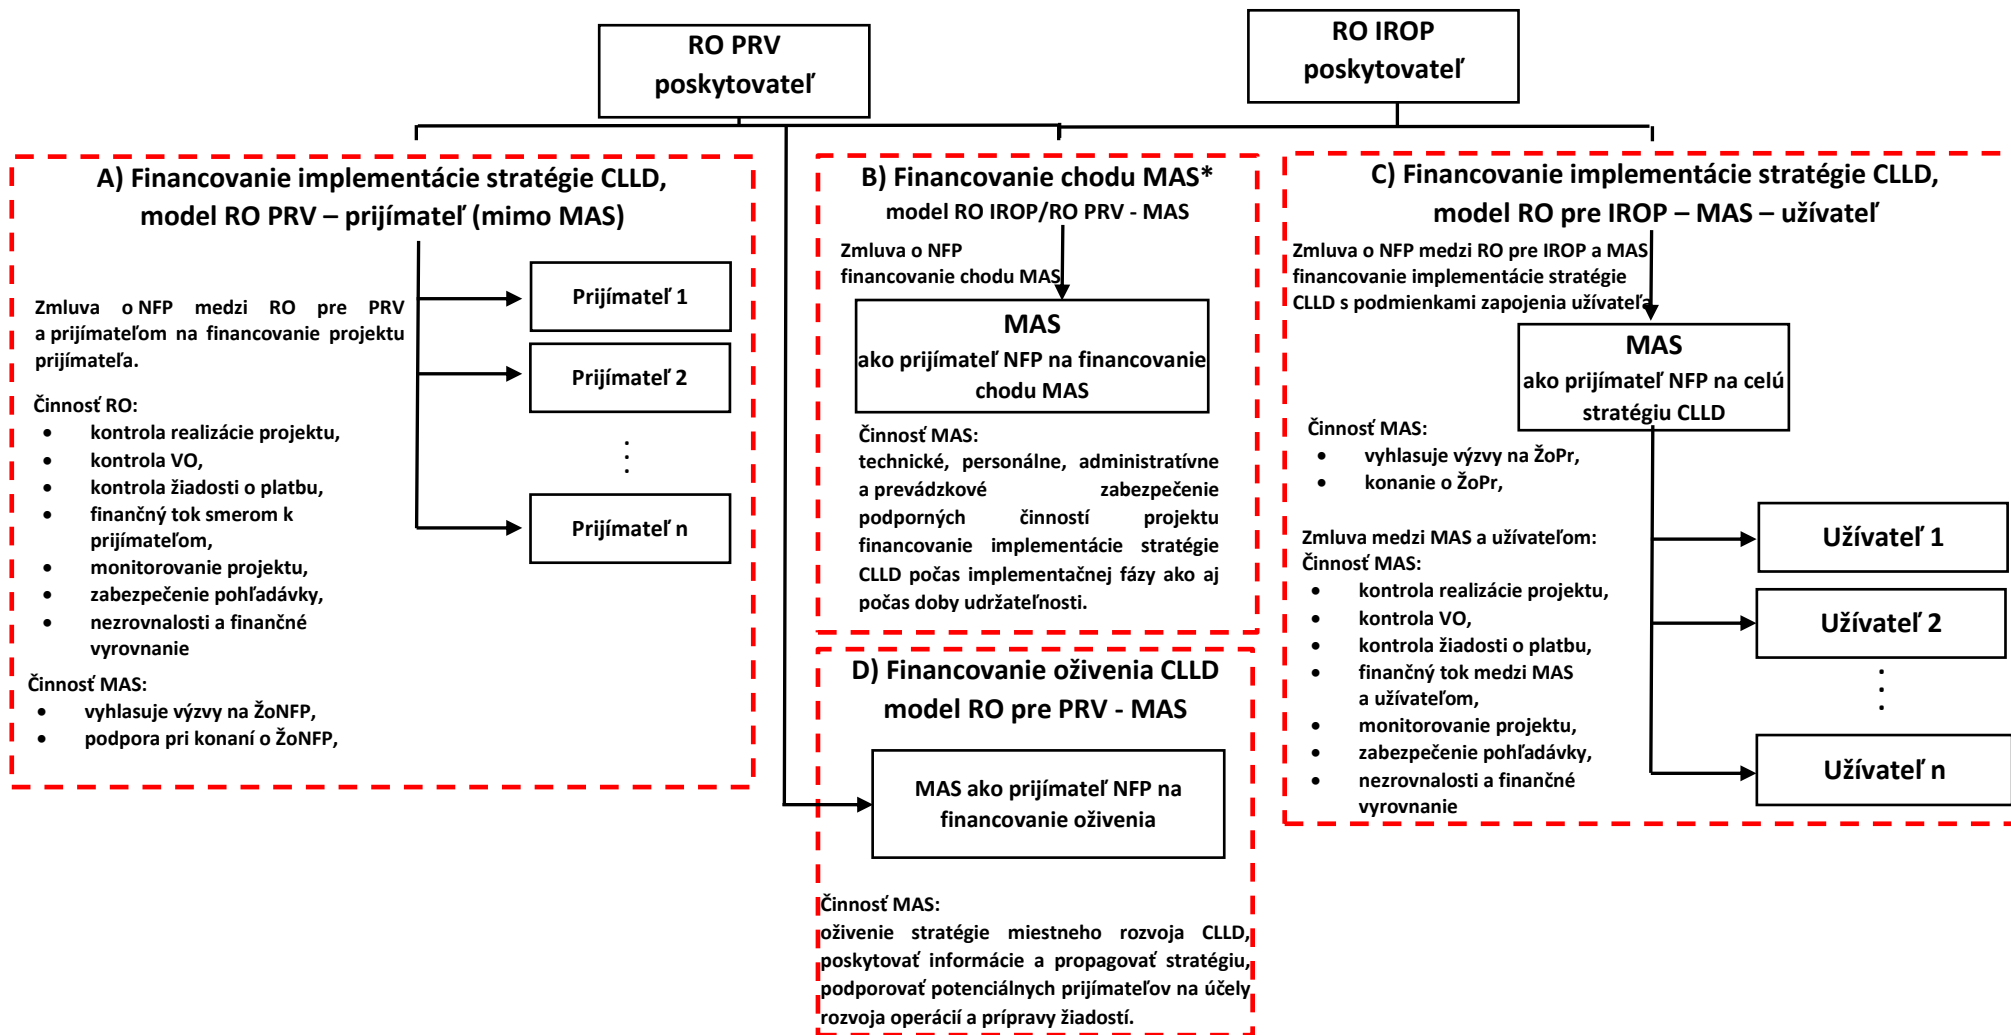 RO PRV
poskytovateľ
RO IROP
poskytovateľ
A) Financovanie implementácie stratégie CLLD,
model RO PRV – prijímateľ (mimo MAS)
Zmluva o NFP medzi RO pre PRV
a prijímateľom na financovanie projektu
prijímateľa.
Prijímateľ 1
Prijímateľ 2
Prijímateľ n
Činnosť RO:
• kontrola realizácie projektu,
• kontrola VO,
• kontrola žiadosti o platbu,
• finančný tok smerom k
prijímateľom,
• monitorovanie projektu,
• zabezpečenie pohľadávky,
• nezrovnalosti a finančné
vyrovnanie
Činnosť MAS:
• vyhlasuje výzvy na ŽoNFP,
• podpora pri konaní o ŽoNFP,
B) Financovanie chodu MAS*
model RO IROP/RO PRV - MAS
Zmluva o NFP
financovanie chodu MAS
MAS
ako prijímateľ NFP na financovanie
chodu MAS
Činnosť MAS:
technické, personálne, administratívne
a prevádzkové zabezpečenie
podporných činností projektu
financovanie implementácie stratégie
CLLD počas implementačnej fázy ako aj
počas doby udržateľnosti.
D) Financovanie oživenia CLLD
model RO pre PRV - MAS
MAS ako prijímateľ NFP na
financovanie oživenia
Činnosť MAS:
oživenie stratégie miestneho rozvoja CLLD,
poskytovať informácie a propagovať stratégiu,
podporovať potenciálnych prijímateľov na účely
rozvoja operácií a prípravy žiadostí.
C) Financovanie implementácie stratégie CLLD,
model RO pre IROP – MAS – užívateľ
Zmluva o NFP medzi RO pre IROP a MAS
financovanie implementácie stratégie
CLLD s podmienkami zapojenia užívateľa
MAS
ako prijímateľ NFP na celú
stratégiu CLLD
Činnosť MAS:
• vyhlasuje výzvy na ŽoPr,
• konanie o ŽoPr,
Zmluva medzi MAS a užívateľom:
Činnosť MAS:
• kontrola realizácie projektu,
• kontrola VO,
• kontrola žiadosti o platbu,
• finančný tok medzi MAS
a užívateľom,
• monitorovanie projektu,
• zabezpečenie pohľadávky,
• nezrovnalosti a finančné
vyrovnanie
Užívateľ 1
Užívateľ 2
Užívateľ n